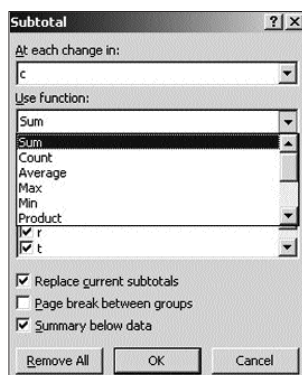 Subtotal
At each change in:
c
Use function:
Sum
Sum
Count
Average
Max
Min
Product
r
t
Replace current subtotals
Page break between groups
Summary below data
Remove All OK Cancel